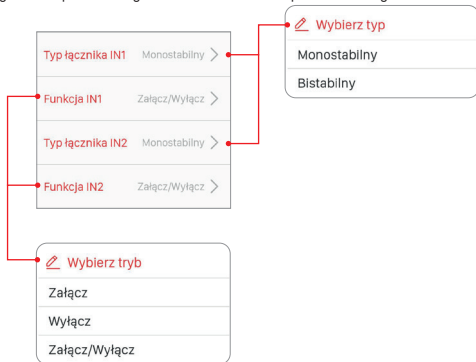 Wybierz typ
Monostabilny
Bistabilny
Typ łącznika IN1 Monostabilny
Funkcja IN1 Załącz/Wyłącz
Typ łącznika IN2 Monostabilny
Funkcja IN2 Załącz/Wyłącz
Wybierz tryb
Załącz
Wyłącz
Załącz/Wyłącz